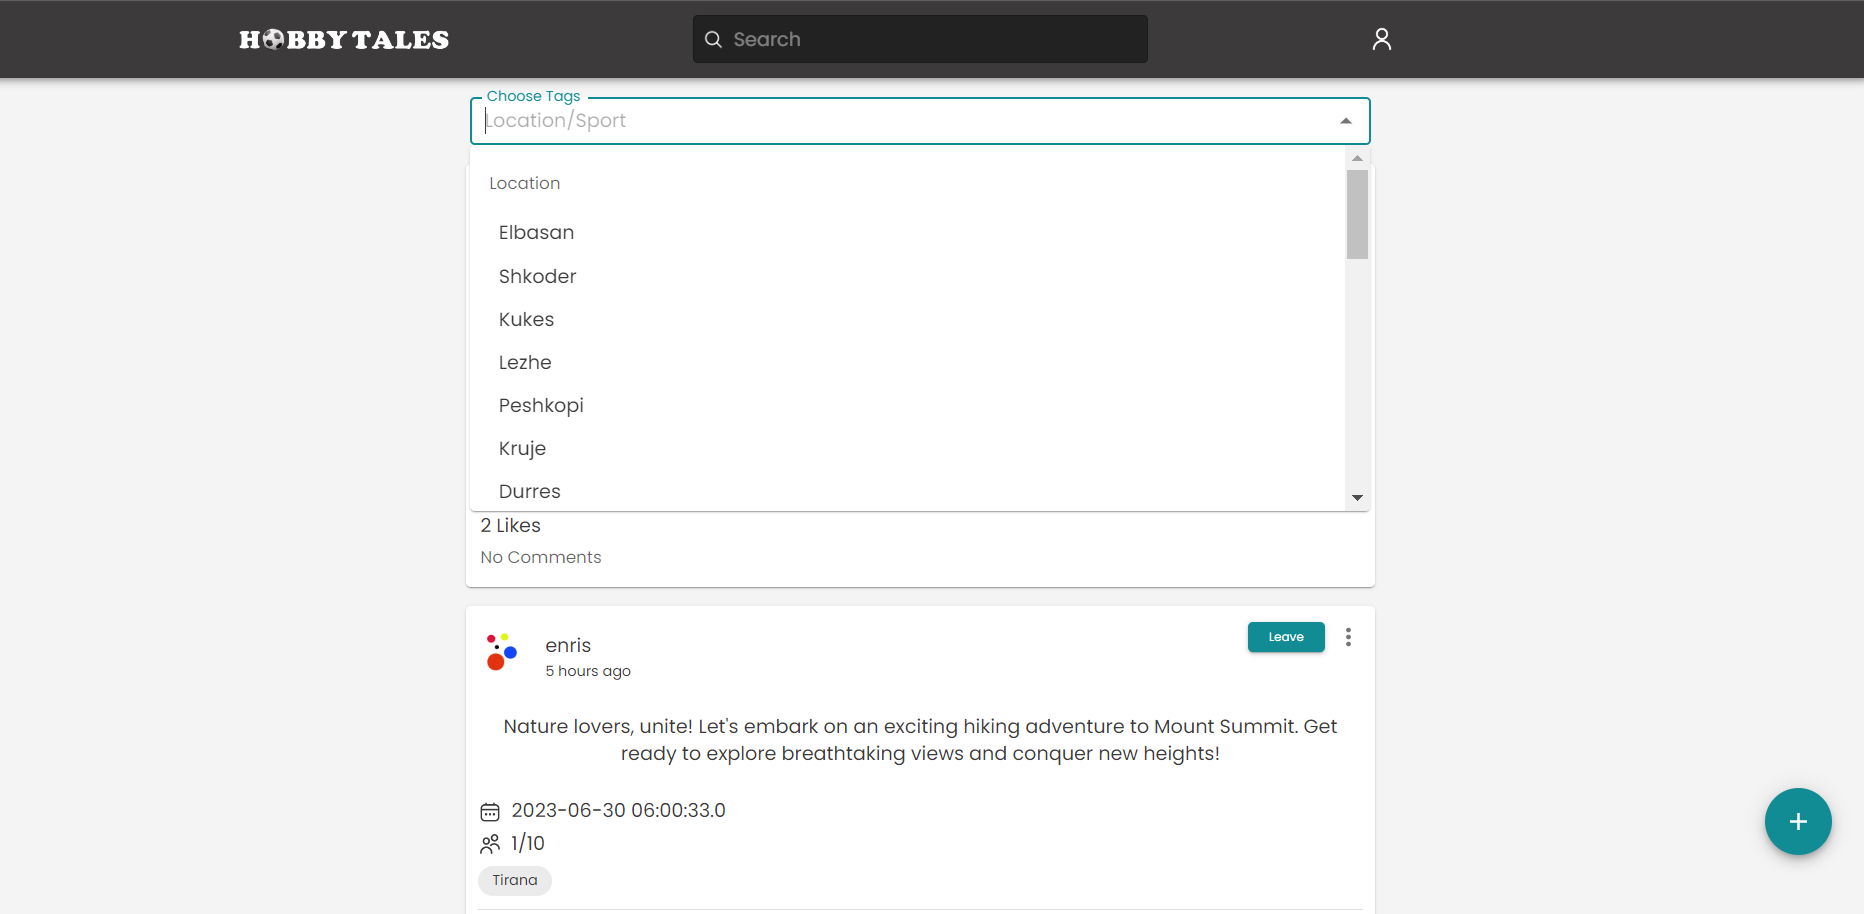 HOBBY TALES
Search
Choose Tags
Location/Sport
Location
Elbasan
Shkoder
Kukes
Lezhe
Peshkopi
Kruje
Durres
2 Likes
No Comments
enris
Leave
5 hours ago
Nature lovers, unite! Let's embark on an exciting hiking adventure to Mount Summit. Get
ready to explore breathtaking views and conquer new heights!
2023-06-30 06:00:33.0
1/10
Tirana